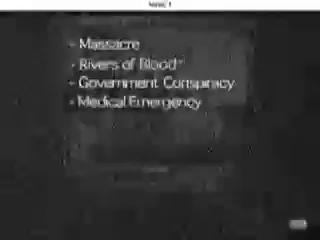 - Massacre
- Rivers of Blood
- Government Conspiracy
- Medical Emergency